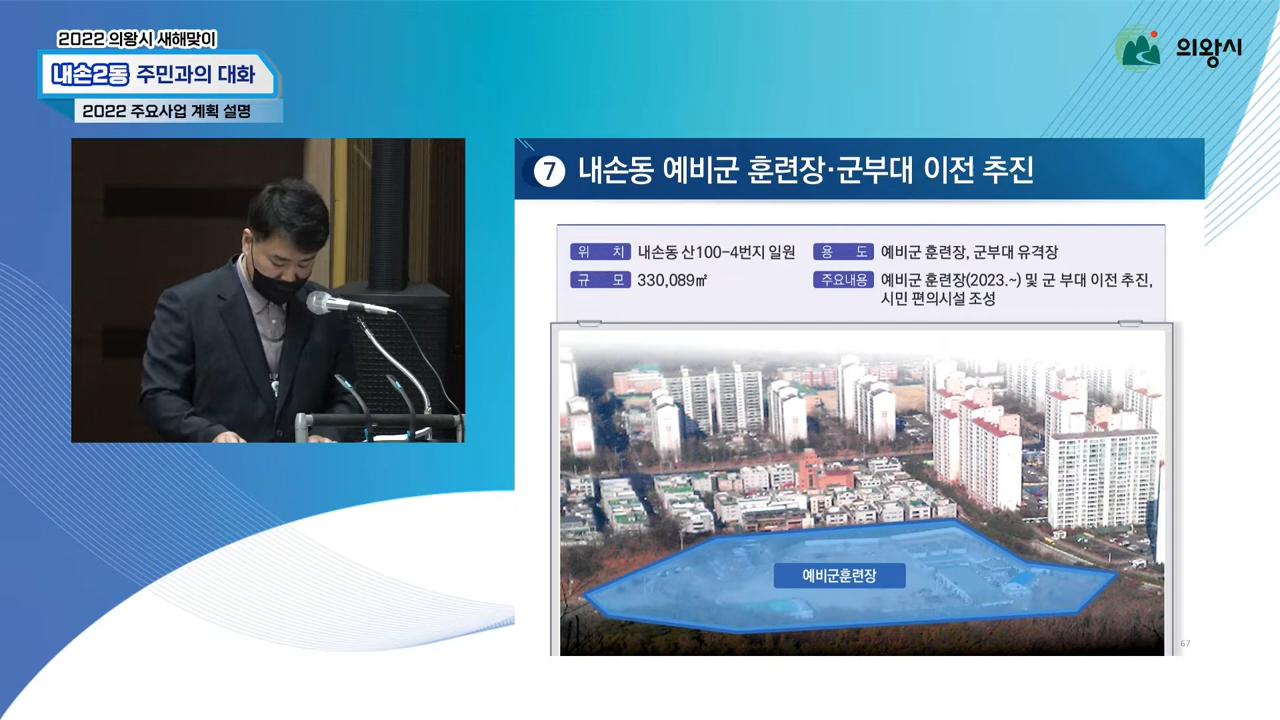 2022 의왕시 새해맞이
내손2동 주민과의 대화
2022 주요사업 계획 설명
의왕시
7 내손동 예비군 훈련장·군부대 이전 추진
위 치 내손동 산100-4번지 일원
용 도 예비군 훈련장, 군부대 유격장
규 모 330,089㎡
주요내용 예비군 훈련장(2023.~) 및 군 부대 이전 추진,
시민 편의시설 조성
예비군훈련장
67